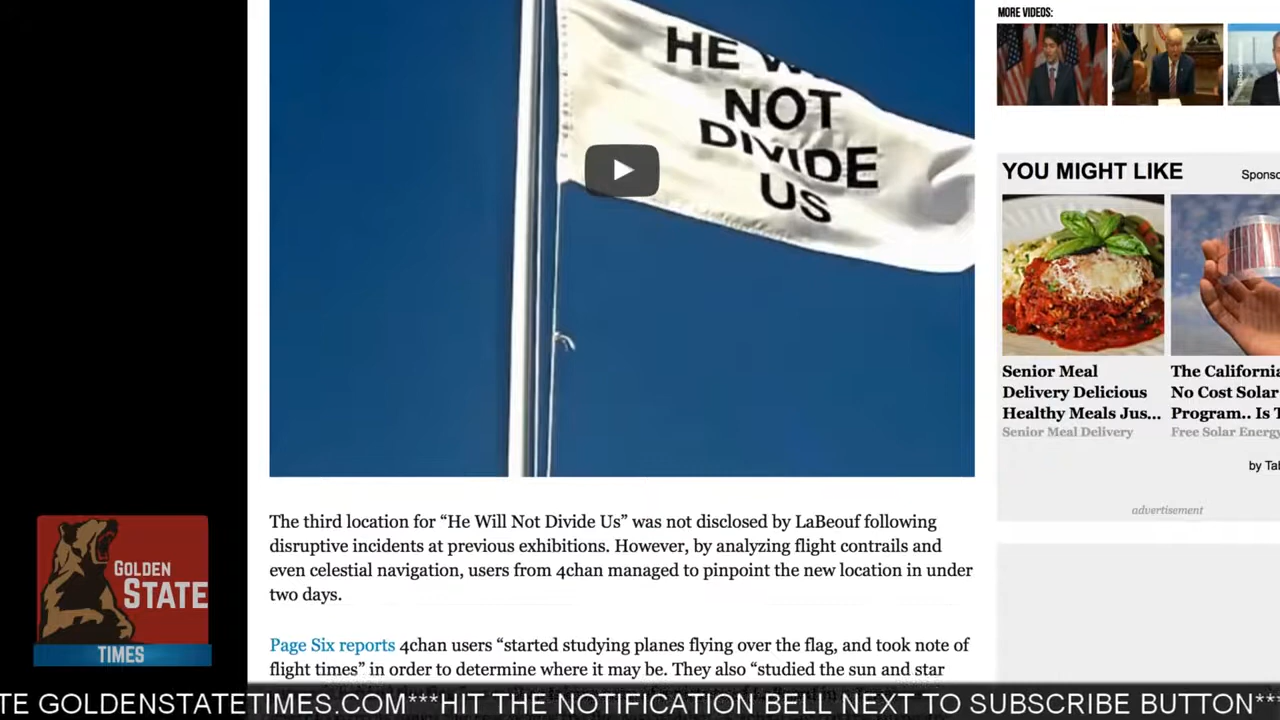 HE
NOT
DIVIDE
US
MORE VIDEOS:
YOU MIGHT LIKE
Senior Meal
Delivery Delicious
Healthy Meals Jus...
Senior Meal Delivery
The California
No Cost Solar
Program.. Is
Free Solar Energy
by
advertisement
The third location for “He Will Not Divide Us” was not disclosed by LaBeouf following
disruptive incidents at previous exhibitions. However, by analyzing flight contrails and
even celestial navigation, users from 4chan managed to pinpoint the new location in under
two days.
Page Six reports 4chan users “started studying planes flying over the flag, and took note of
flight times” in order to determine where it may be. They also “studied the sun and star
GOLDEN
STATE
TIMES
TE GOLDENSTATETIMES.COM***HIT THE NOTIFICATION BELL NEXT TO SUBSCRIBE BUTTON***